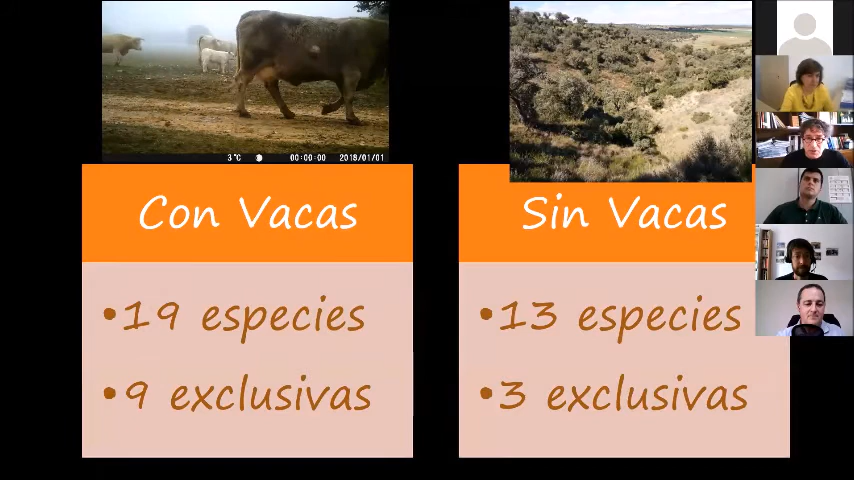 3°C 00:00:00 2018/01/01
Con Vacas
•19 especies
•9 exclusivas
Sin Vacas
•13 especies
•3 exclusivas